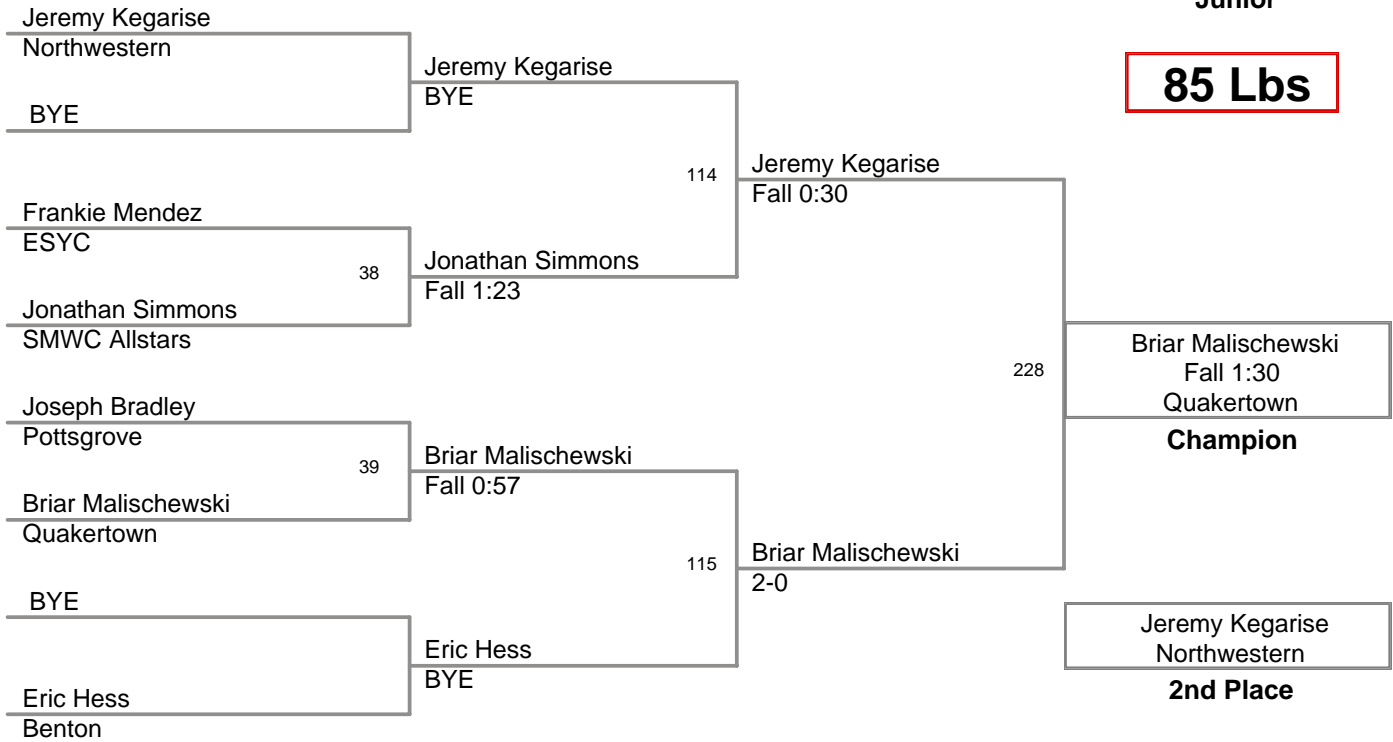 Junior
85 Lbs
Jeremy Kegarise
Northwestern
BYE
Frankie Mendez
ESYC
38
Jonathan Simmons
SMWC Allstars
Joseph Bradley
Pottsgrove
39
Briar Malischewski
Quakertown
BYE
Eric Hess
Benton
Jeremy Kegarise
BYE
114
Jonathan Simmons
Fall 1:23
Briar Malischewski
Fall 0:57
115
Eric Hess
BYE
Jeremy Kegarise
Fall 0:30
228
Briar Malischewski
2-0
Briar Malischewski
Fall 1:30
Quakertown
Champion
Jeremy Kegarise
Northwestern
2nd Place